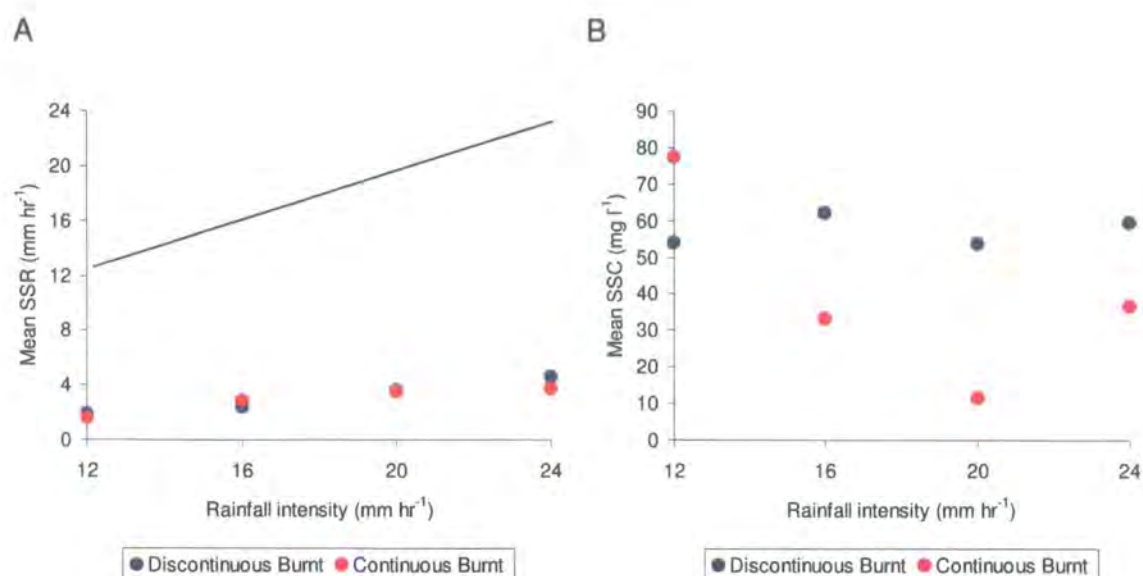 A
B
Mean SSR (mm hr⁻¹)
24
20
16
12
8
4
0
12 16 20 24
Rainfall intensity (mm hr⁻¹)
Discontinuous Burnt Continuous Burnt
Mean SSC (mg l⁻¹)
90
80
70
60
50
40
30
20
10
0
12 16 20 24
Rainfall intensity (mm hr⁻¹)
Discontinuous Burnt Continuous Burnt